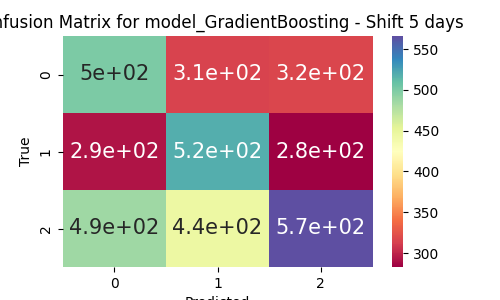 nfusion Matrix for model_GradientBoosting - Shift 5 days
0 5e+02 3.1e+02 3.2e+02
1 2.9e+02 5.2e+02 2.8e+02
2 4.9e+02 4.4e+02 5.7e+02
True
0 1 2
Predicted
550
500
450
400
350
300